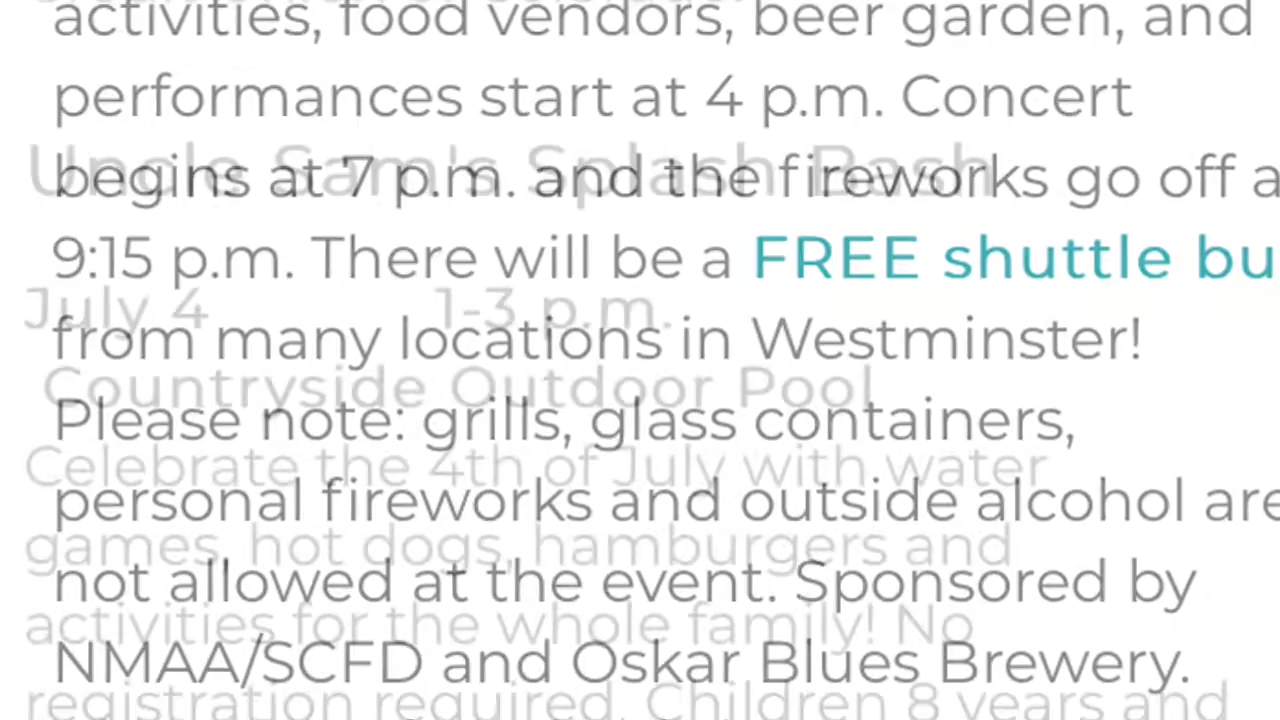 activities, food vendors, beer garden, and
performances start at 4 p.m. Concert
Uncle Sam's Splash Bash
begins at 7 p.m. and the fireworks go off a
9:15 p.m. There will be a FREE shuttle bu
July 4 1-3 p.m.
from many locations in Westminster!
Countryside Outdoor Pool
Please note: grills, glass containers,
Celebrate the 4th of July with water
personal fireworks and outside alcohol are
games, hot dogs, hamburgers and
not allowed at the event. Sponsored by
activities for the whole family! No
NMAA/SCFD and Oskar Blues Brewery.
registration required. Children 8 years and